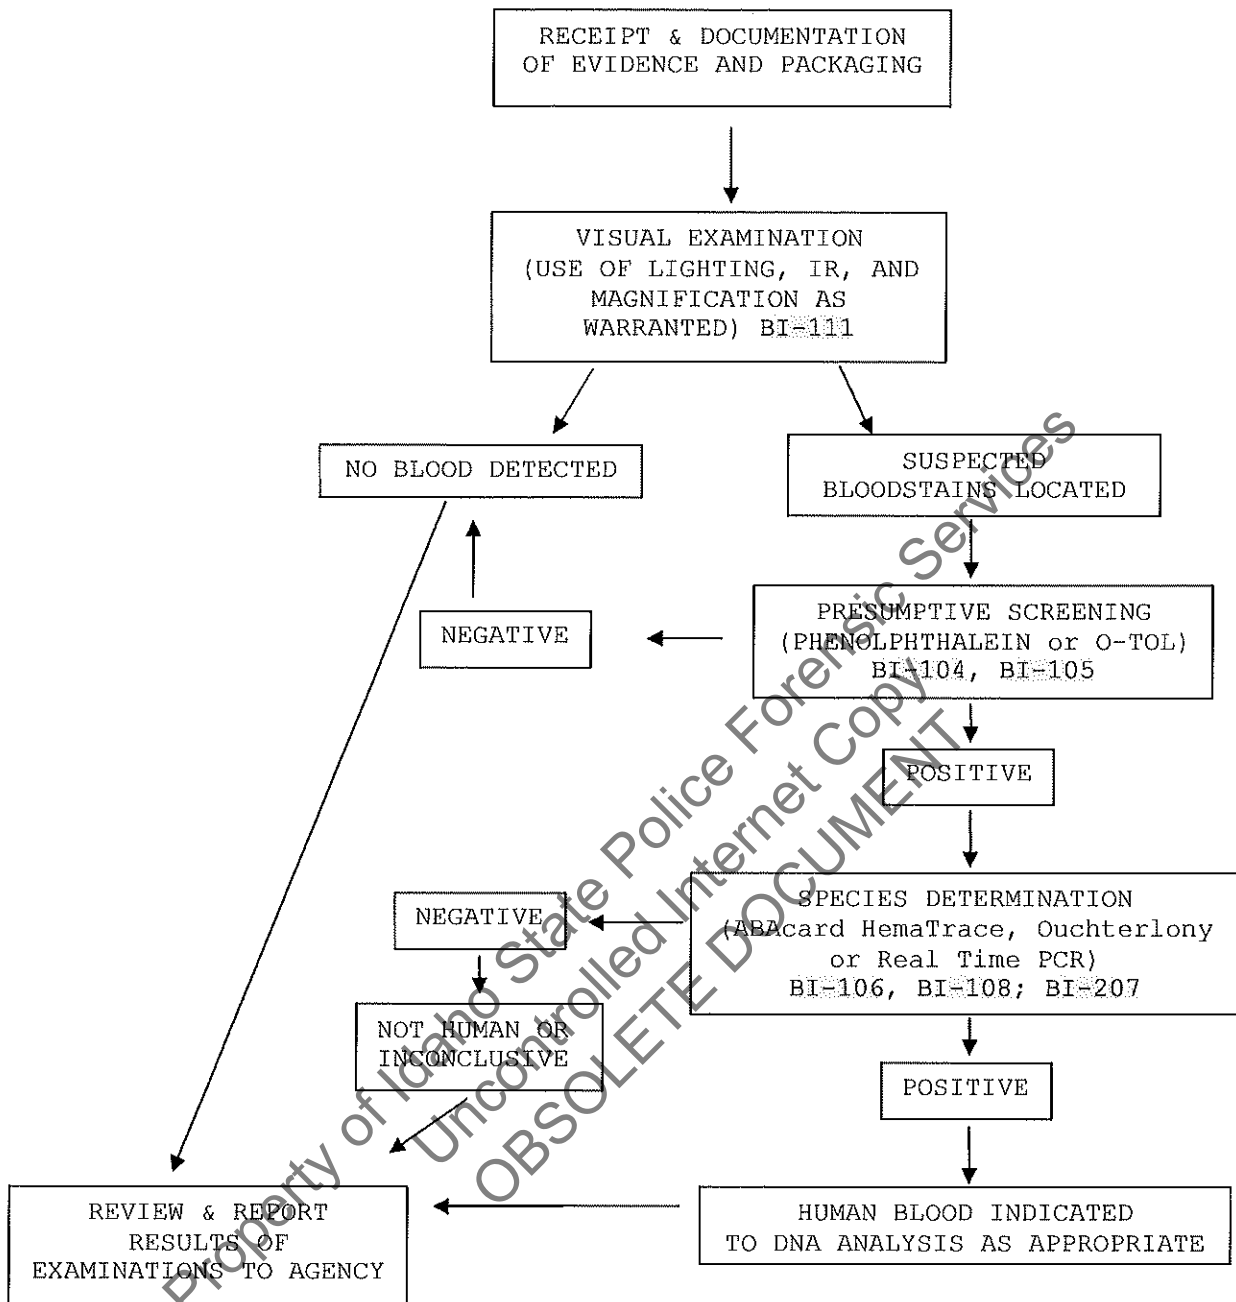 RECEIPT & DOCUMENTATION
OF EVIDENCE AND PACKAGING
VISUAL EXAMINATION
(USE OF LIGHTING, IR, AND
MAGNIFICATION AS
WARRANTED) BI-111
NO BLOOD DETECTED
SUSPECTED
BLOODSTAINS LOCATED
PRESUMPTIVE SCREENING
(PHENOLPHTHALEIN or O-TOL)
BI-104, BI-105
NEGATIVE
POSITIVE
SPECIES DETERMINATION
(ABAcard HemaTrace, Ouchterlony
or Real Time PCR)
BI-106, BI-108; BI-207
NEGATIVE
NOT HUMAN OR
INCONCLUSIVE
POSITIVE
HUMAN BLOOD INDICATED
TO DNA ANALYSIS AS APPROPRIATE
REVIEW & REPORT
RESULTS OF
EXAMINATIONS TO AGENCY
Property of Idaho State Police Forensic Services
Uncontrolled Internet Copy
OBSOLETE DOCUMENT